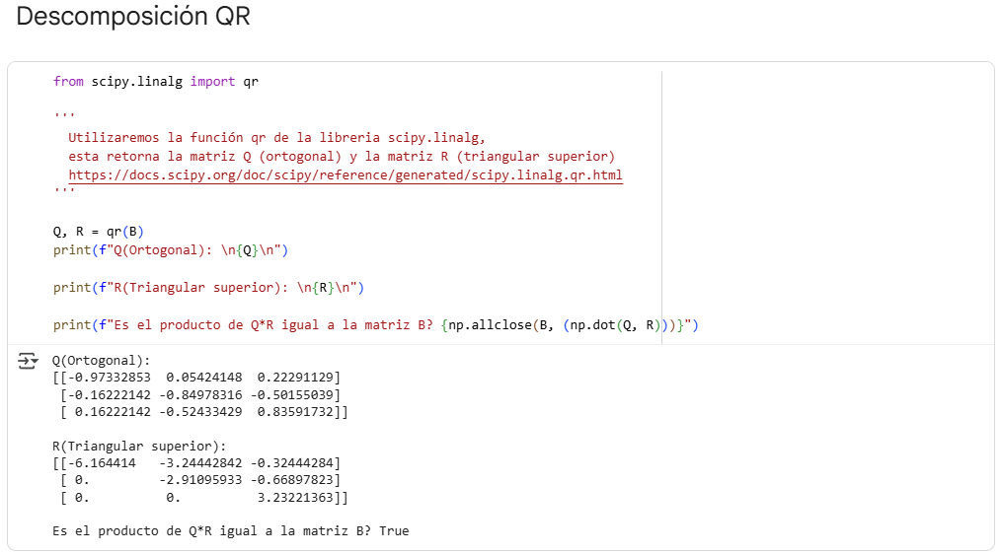 Descomposición QR
from scipy.linalg import qr
'''
Utilizaremos la función qr de la libreria scipy.linalg,
esta retorna la matriz Q (ortogonal) y la matriz R (triangular superior)
https://docs.scipy.org/doc/scipy/reference/generated/scipy.linalg.qr.html
'''
Q, R = qr(B)
print(f"Q(Ortogonal): \n{Q}\n")
print(f"R(Triangular superior): \n{R}\n")
print(f"Es el producto de Q*R igual a la matriz B? {np.allclose(B, (np.dot(Q, R)))}")
Q(Ortogonal):
[[-0.97332853  0.05424148  0.22291129]
 [-0.16222142 -0.84978316 -0.50155039]
 [ 0.16222142 -0.52433429  0.83591732]]
R(Triangular superior):
[[-6.164414   -3.24442842 -0.32444284]
 [ 0.         -2.91095933 -0.66897823]
 [ 0.          0.          3.23221363]]
Es el producto de Q*R igual a la matriz B? True